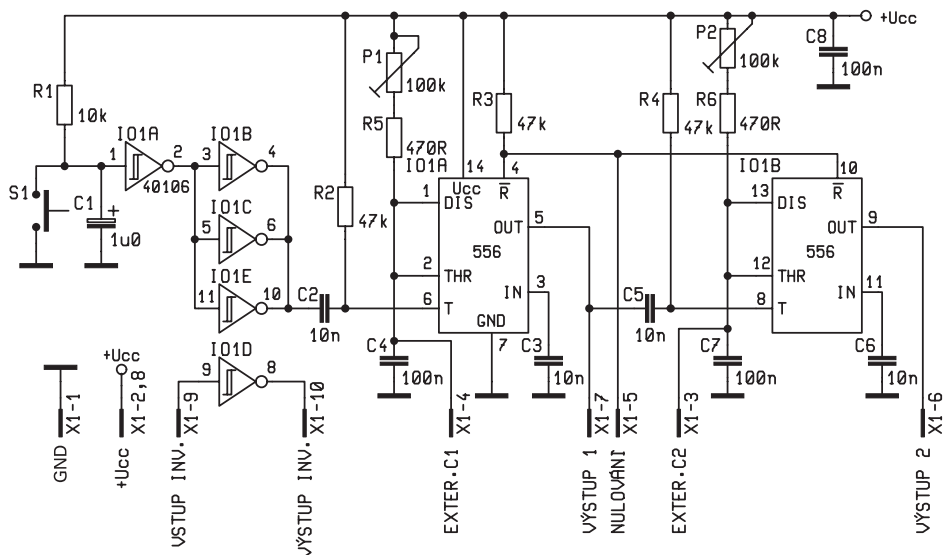 +Ucc
R1
10k
S1
C1
+
1u0
IO1A
1
2
40106
IO1B
3
4
IO1C
5
6
IO1E
11
10
IO1D
9
8
R2
47k
C2
10n
P1
100k
R5
470R
IO1A
14
Ucc
4
R
1
DIS
2
THR
6
T
OUT
5
556
IN
3
GND
7
C4
100n
C3
10n
R3
47k
C5
10n
R4
47k
P2
100k
R6
470R
C8
100n
IO1B
10
R
13
DIS
12
THR
8
T
OUT
9
556
IN
11
C7
100n
C6
10n
X1-1
GND
+Ucc
X1-2,8
+Ucc
X1-9
VSTUP INV.
X1-10
VÝSTUP INV.
X1-4
EXTER.C1
X1-7
VÝSTUP 1
X1-5
NULOVÁNÍ
X1-3
EXTER.C2
X1-6
VÝSTUP 2